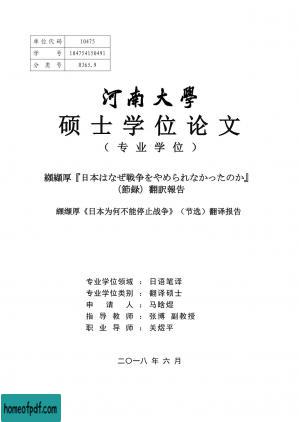 单位代码 10475
学号 104754150491
分类号 H365.9
河南大學
硕士学位论文
（专业学位）
纐纈厚『日本はなぜ戦争をやめられなかったのか』
（節録）翻訳報告
纐纈厚《日本为何不能停止战争》（节选）翻译报告
专业学位领域：日语笔译
专业学位类别：翻译硕士
申请人：马晗煜
指导教师：张博 副教授
职业导师：关煜平
二〇一八年六月
homeofpdf.com